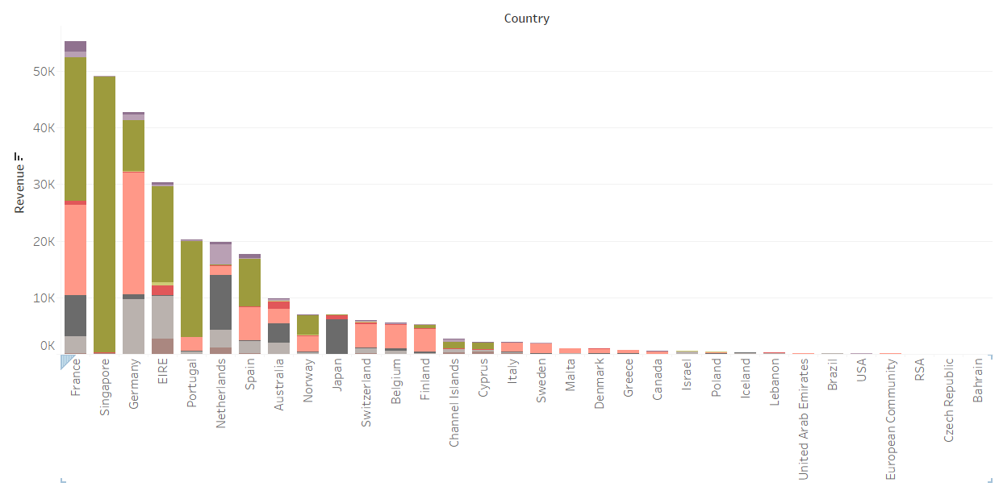 Country
Revenue
50K
40K
30K
20K
10K
0K
France
Singapore
Germany
EIRE
Portugal
Netherlands
Spain
Australia
Norway
Japan
Switzerland
Belgium
Finland
Channel Islands
Cyprus
Italy
Sweden
Malta
Denmark
Greece
Canada
Israel
Poland
Iceland
Lebanon
United Arab Emirates
Brazil
USA
European Community
RSA
Czech Republic
Bahrain